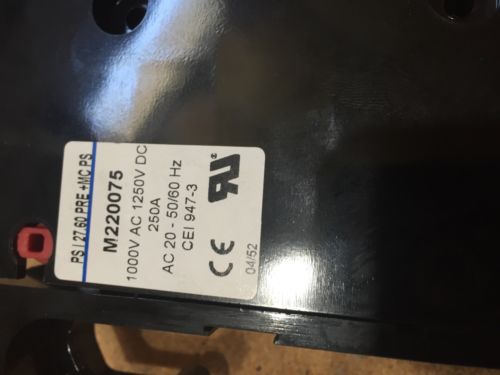 PS I 27.60 PRE +MC PS
M220075
1000V AC 1250V DC
250A
AC 20 - 50/60 Hz
CEI 947-3
CE
04/52